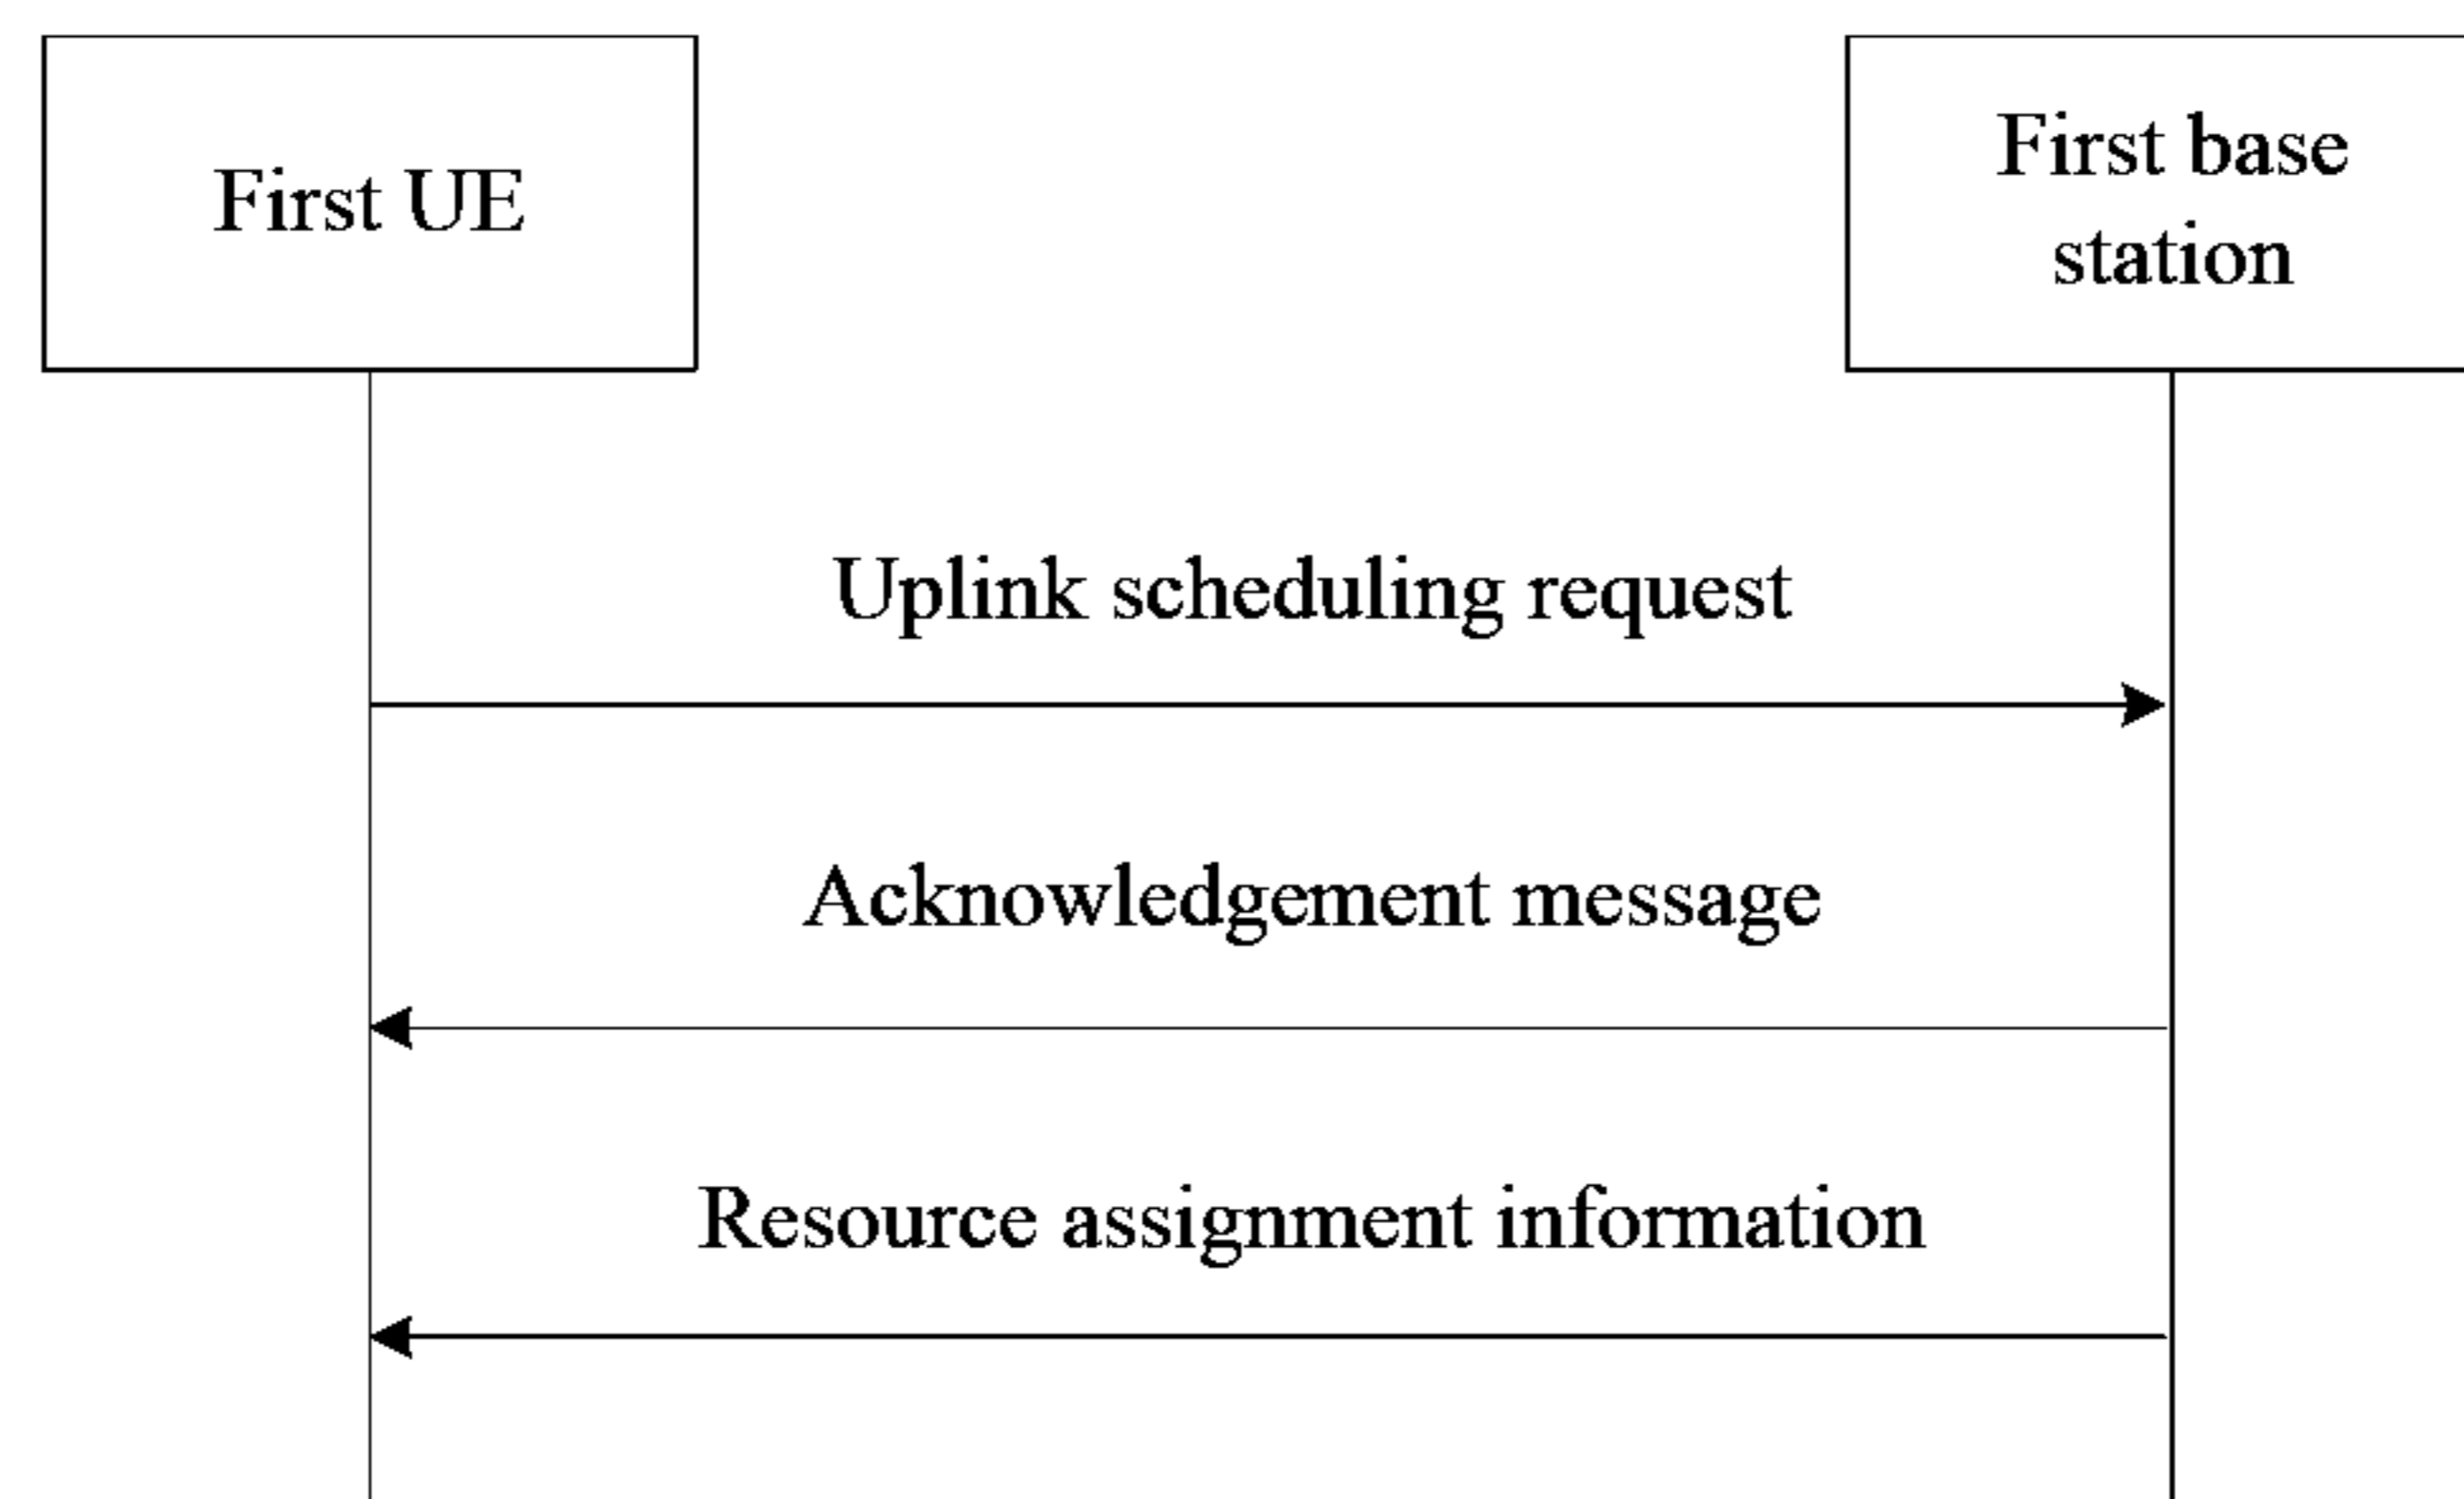 First UE
First base
station
Uplink scheduling request
Acknowledgement message
Resource assignment information